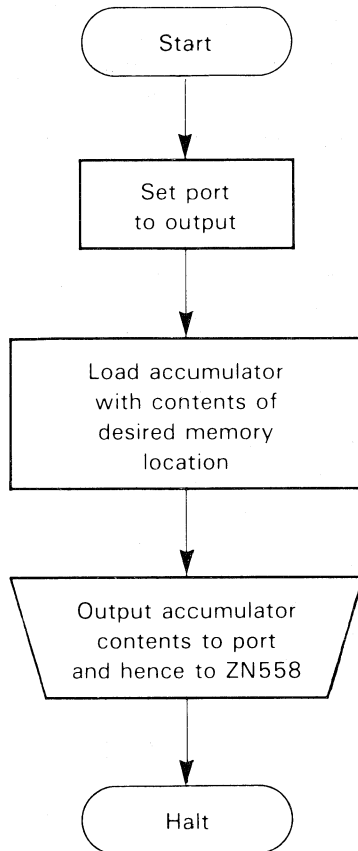 Start
Set port
to output
Load accumulator
with contents of
desired memory
location
Output accumulator
contents to port
and hence to ZN558
Halt